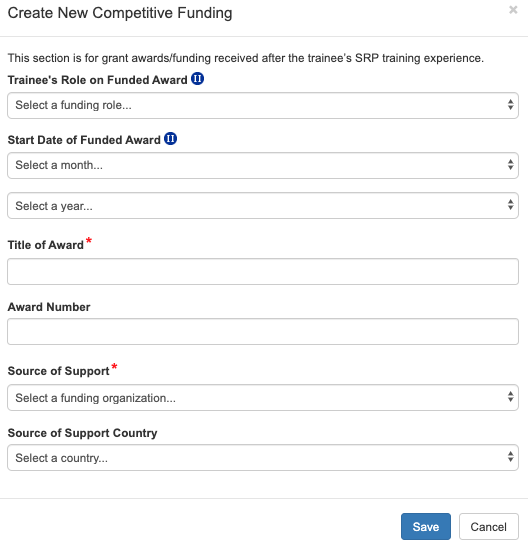 Create New Competitive Funding
×
This section is for grant awards/funding received after the trainee's SRP training experience.
Trainee's Role on Funded Award II
Select a funding role...
Start Date of Funded Award II
Select a month...
Select a year...
Title of Award*
Award Number
Source of Support*
Select a funding organization...
Source of Support Country
Select a country...
Save Cancel